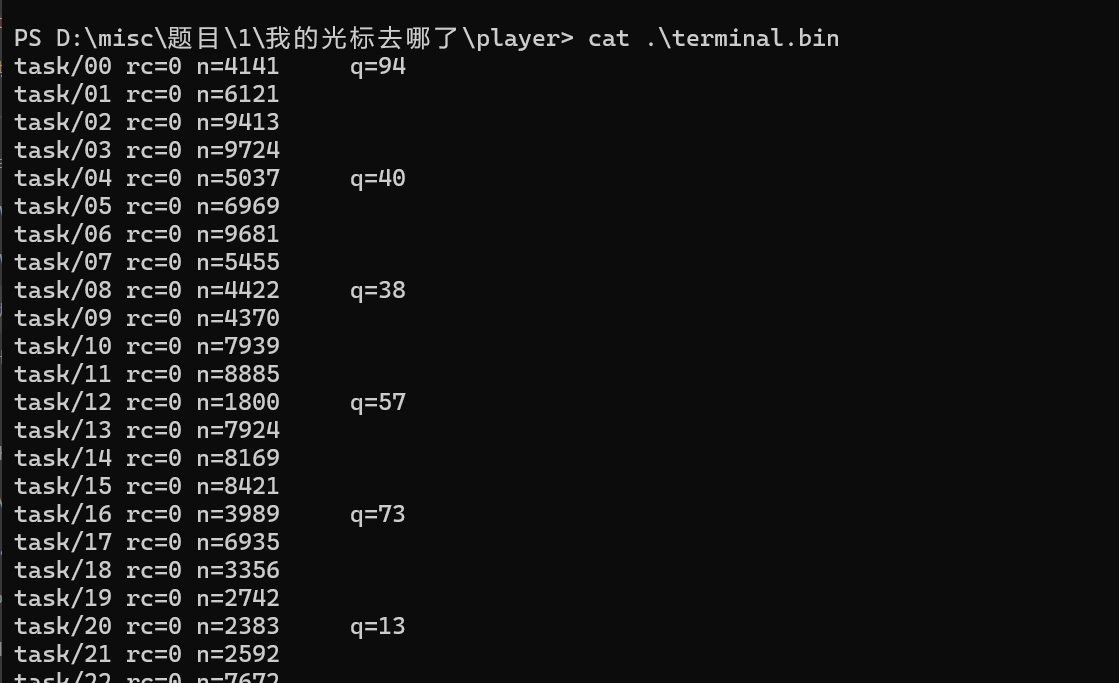 PS D:\misc\题目\1\我的光标去哪了\player> cat .\terminal.bin
task/00 rc=0 n=4141     q=94
task/01 rc=0 n=6121
task/02 rc=0 n=9413
task/03 rc=0 n=9724
task/04 rc=0 n=5037     q=40
task/05 rc=0 n=6969
task/06 rc=0 n=9681
task/07 rc=0 n=5455
task/08 rc=0 n=4422     q=38
task/09 rc=0 n=4370
task/10 rc=0 n=7939
task/11 rc=0 n=8885
task/12 rc=0 n=1800     q=57
task/13 rc=0 n=7924
task/14 rc=0 n=8169
task/15 rc=0 n=8421
task/16 rc=0 n=3989     q=73
task/17 rc=0 n=6935
task/18 rc=0 n=3356
task/19 rc=0 n=2742
task/20 rc=0 n=2383     q=13
task/21 rc=0 n=2592
task/22 rc=0 n=7672